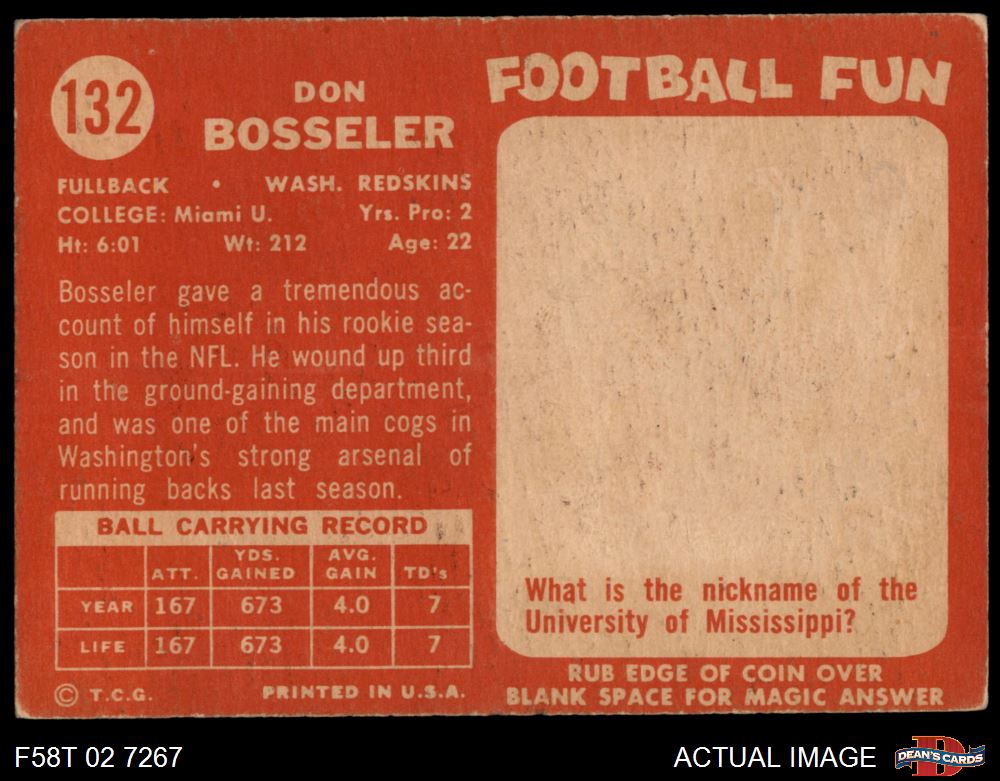 132
DON
BOSSELER
FULLBACK • WASH. REDSKINS
COLLEGE: Miami U. Yrs. Pro: 2
Ht: 6:01 Wt: 212 Age: 22
Bosseler gave a tremendous ac-
count of himself in his rookie sea-
son in the NFL. He wound up third
in the ground-gaining department,
and was one of the main cogs in
Washington's strong arsenal of
running backs last season.
BALL CARRYING RECORD
ATT. YDS. GAINED AVG. GAIN TD's
YEAR 167 673 4.0 7
LIFE 167 673 4.0 7
© T.C.G. PRINTED IN U.S.A.
FOOTBALL FUN
What is the nickname of the
University of Mississippi?
RUB EDGE OF COIN OVER
BLANK SPACE FOR MAGIC ANSWER
F58T 02 7267
ACTUAL IMAGE
D
DEAN'S CARDS